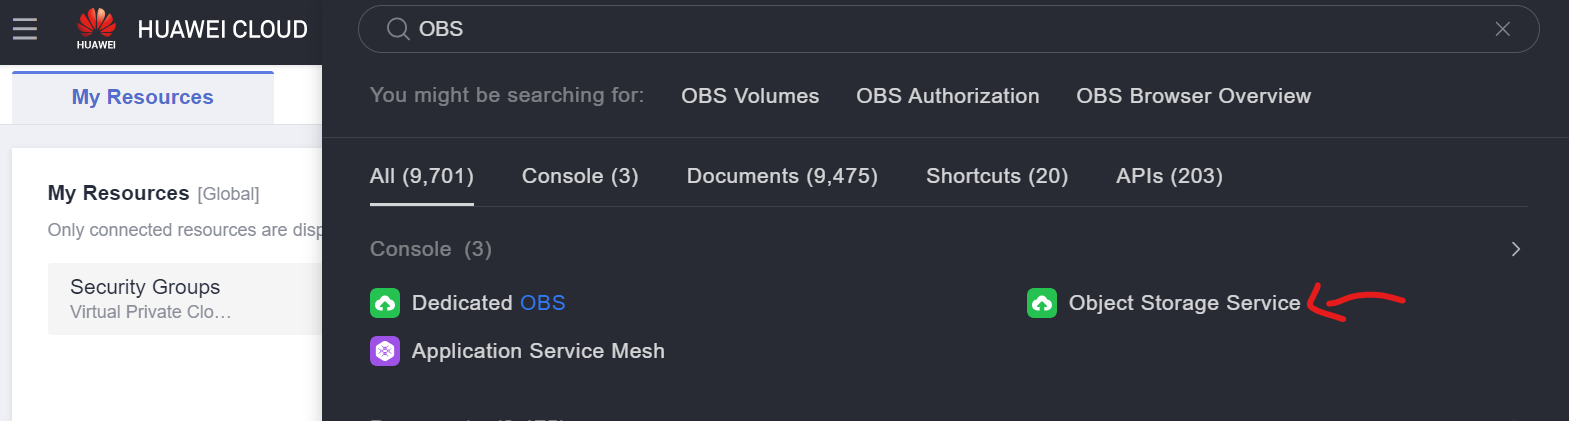 HUAWEI
HUAWEI CLOUD
OBS
My Resources
You might be searching for: OBS Volumes OBS Authorization OBS Browser Overview
All (9,701) Console (3) Documents (9,475) Shortcuts (20) APIs (203)
My Resources [Global]
Only connected resources are disp
Security Groups
Virtual Private Clo...
Console (3)
Dedicated OBS
Object Storage Service
Application Service Mesh